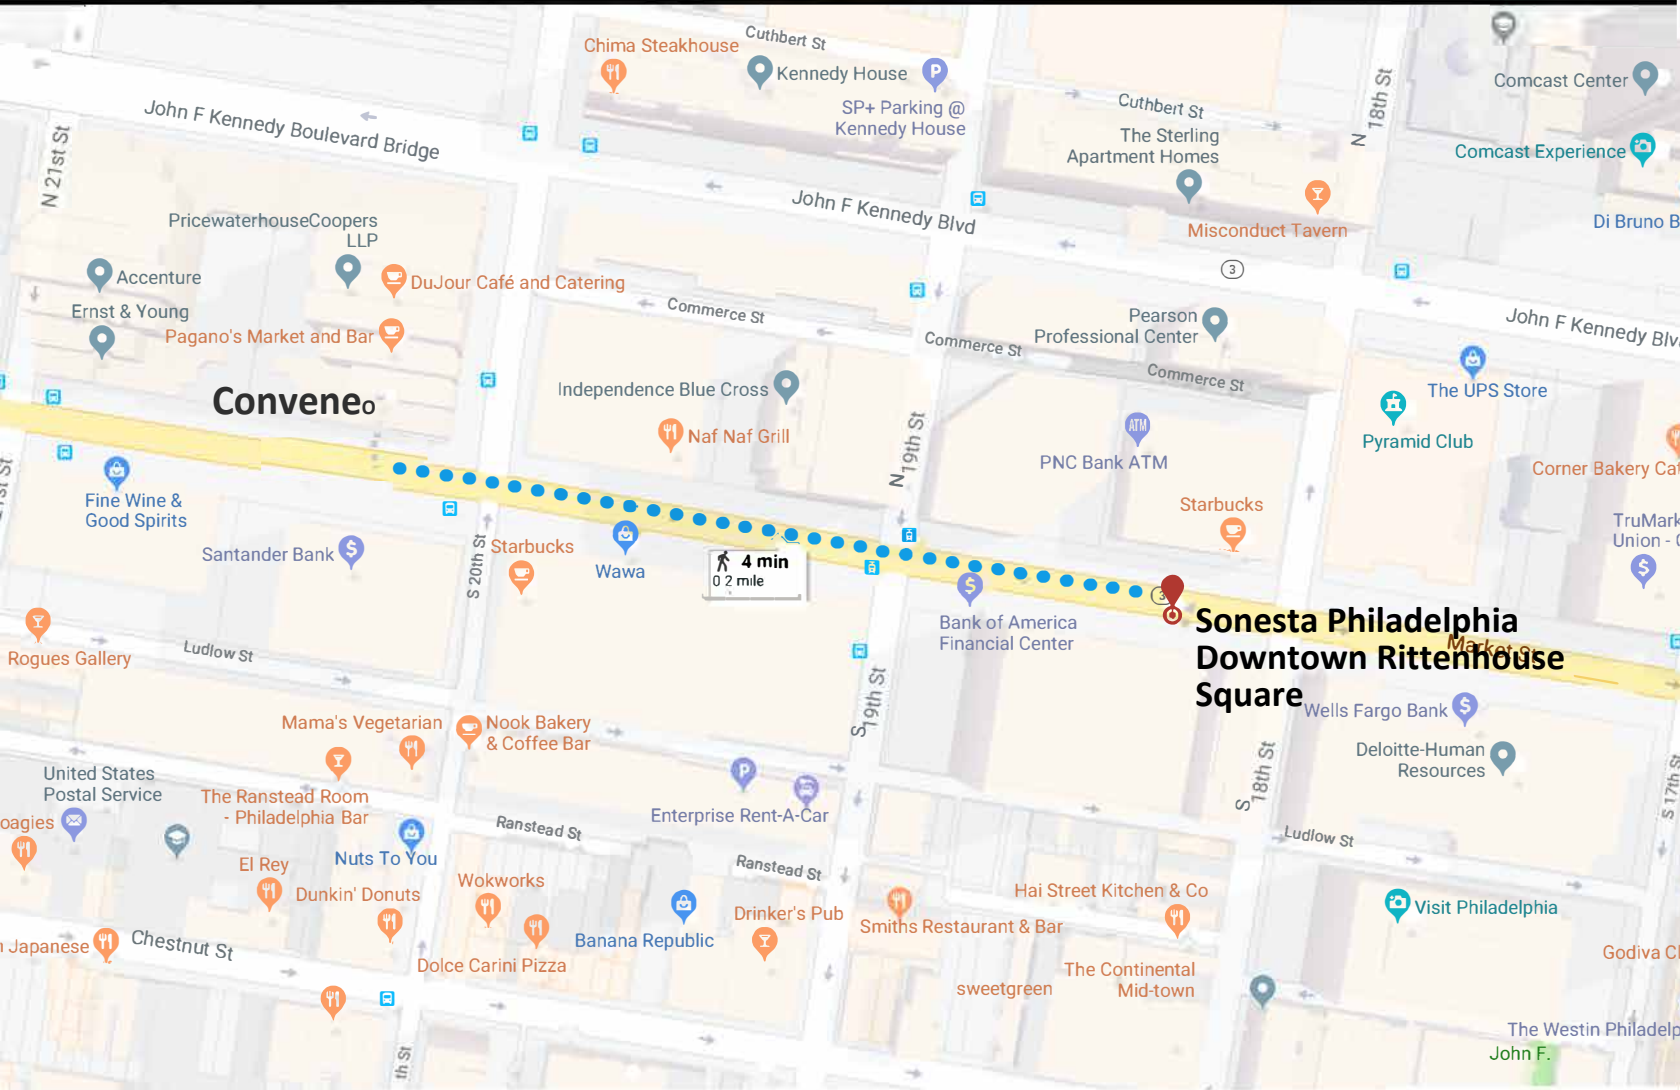 Cuthbert St
Chima Steakhouse
Kennedy House
P
SP+ Parking @
Kennedy House
Cuthbert St
The Sterling
Apartment Homes
Misconduct Tavern
N 18th St
Comcast Center
Comcast Experience
Di Bruno B
John F Kennedy Boulevard Bridge
N 21st St
John F Kennedy Blvd
3
PricewaterhouseCoopers
LLP
Accenture
DuJour Café and Catering
Ernst & Young
Pagano's Market and Bar
Commerce St
Commerce St
Commerce St
Pearson
Professional Center
John F Kennedy Blv
The UPS Store
Pyramid Club
Corner Bakery Caf
Independence Blue Cross
Naf Naf Grill
N 19th St
ATM
PNC Bank ATM
Starbucks
TruMark
Union - C
Convene
Fine Wine &
Good Spirits
Santander Bank
S 20th St
Starbucks
Wawa
4 min
0 2 mile
Bank of America
Financial Center
3
Sonesta Philadelphia
Downtown Rittenhouse
Square
Market St
Wells Fargo Bank
Deloitte-Human
Resources
Rogues Gallery
Ludlow St
S 19th St
S 18th St
S 17th St
Mama's Vegetarian
Nook Bakery
& Coffee Bar
United States
Postal Service
The Ranstead Room
- Philadelphia Bar
P
Enterprise Rent-A-Car
Ranstead St
Ranstead St
Ludlow St
oagies
Nuts To You
El Rey
Dunkin' Donuts
Wokworks
Drinker's Pub
Banana Republic
Dolce Carini Pizza
Smiths Restaurant & Bar
Hai Street Kitchen & Co
Visit Philadelphia
Japanese
Chestnut St
The Continental
Mid-town
sweetgreen
Godiva Ch
The Westin Philadelp
John F.
th St